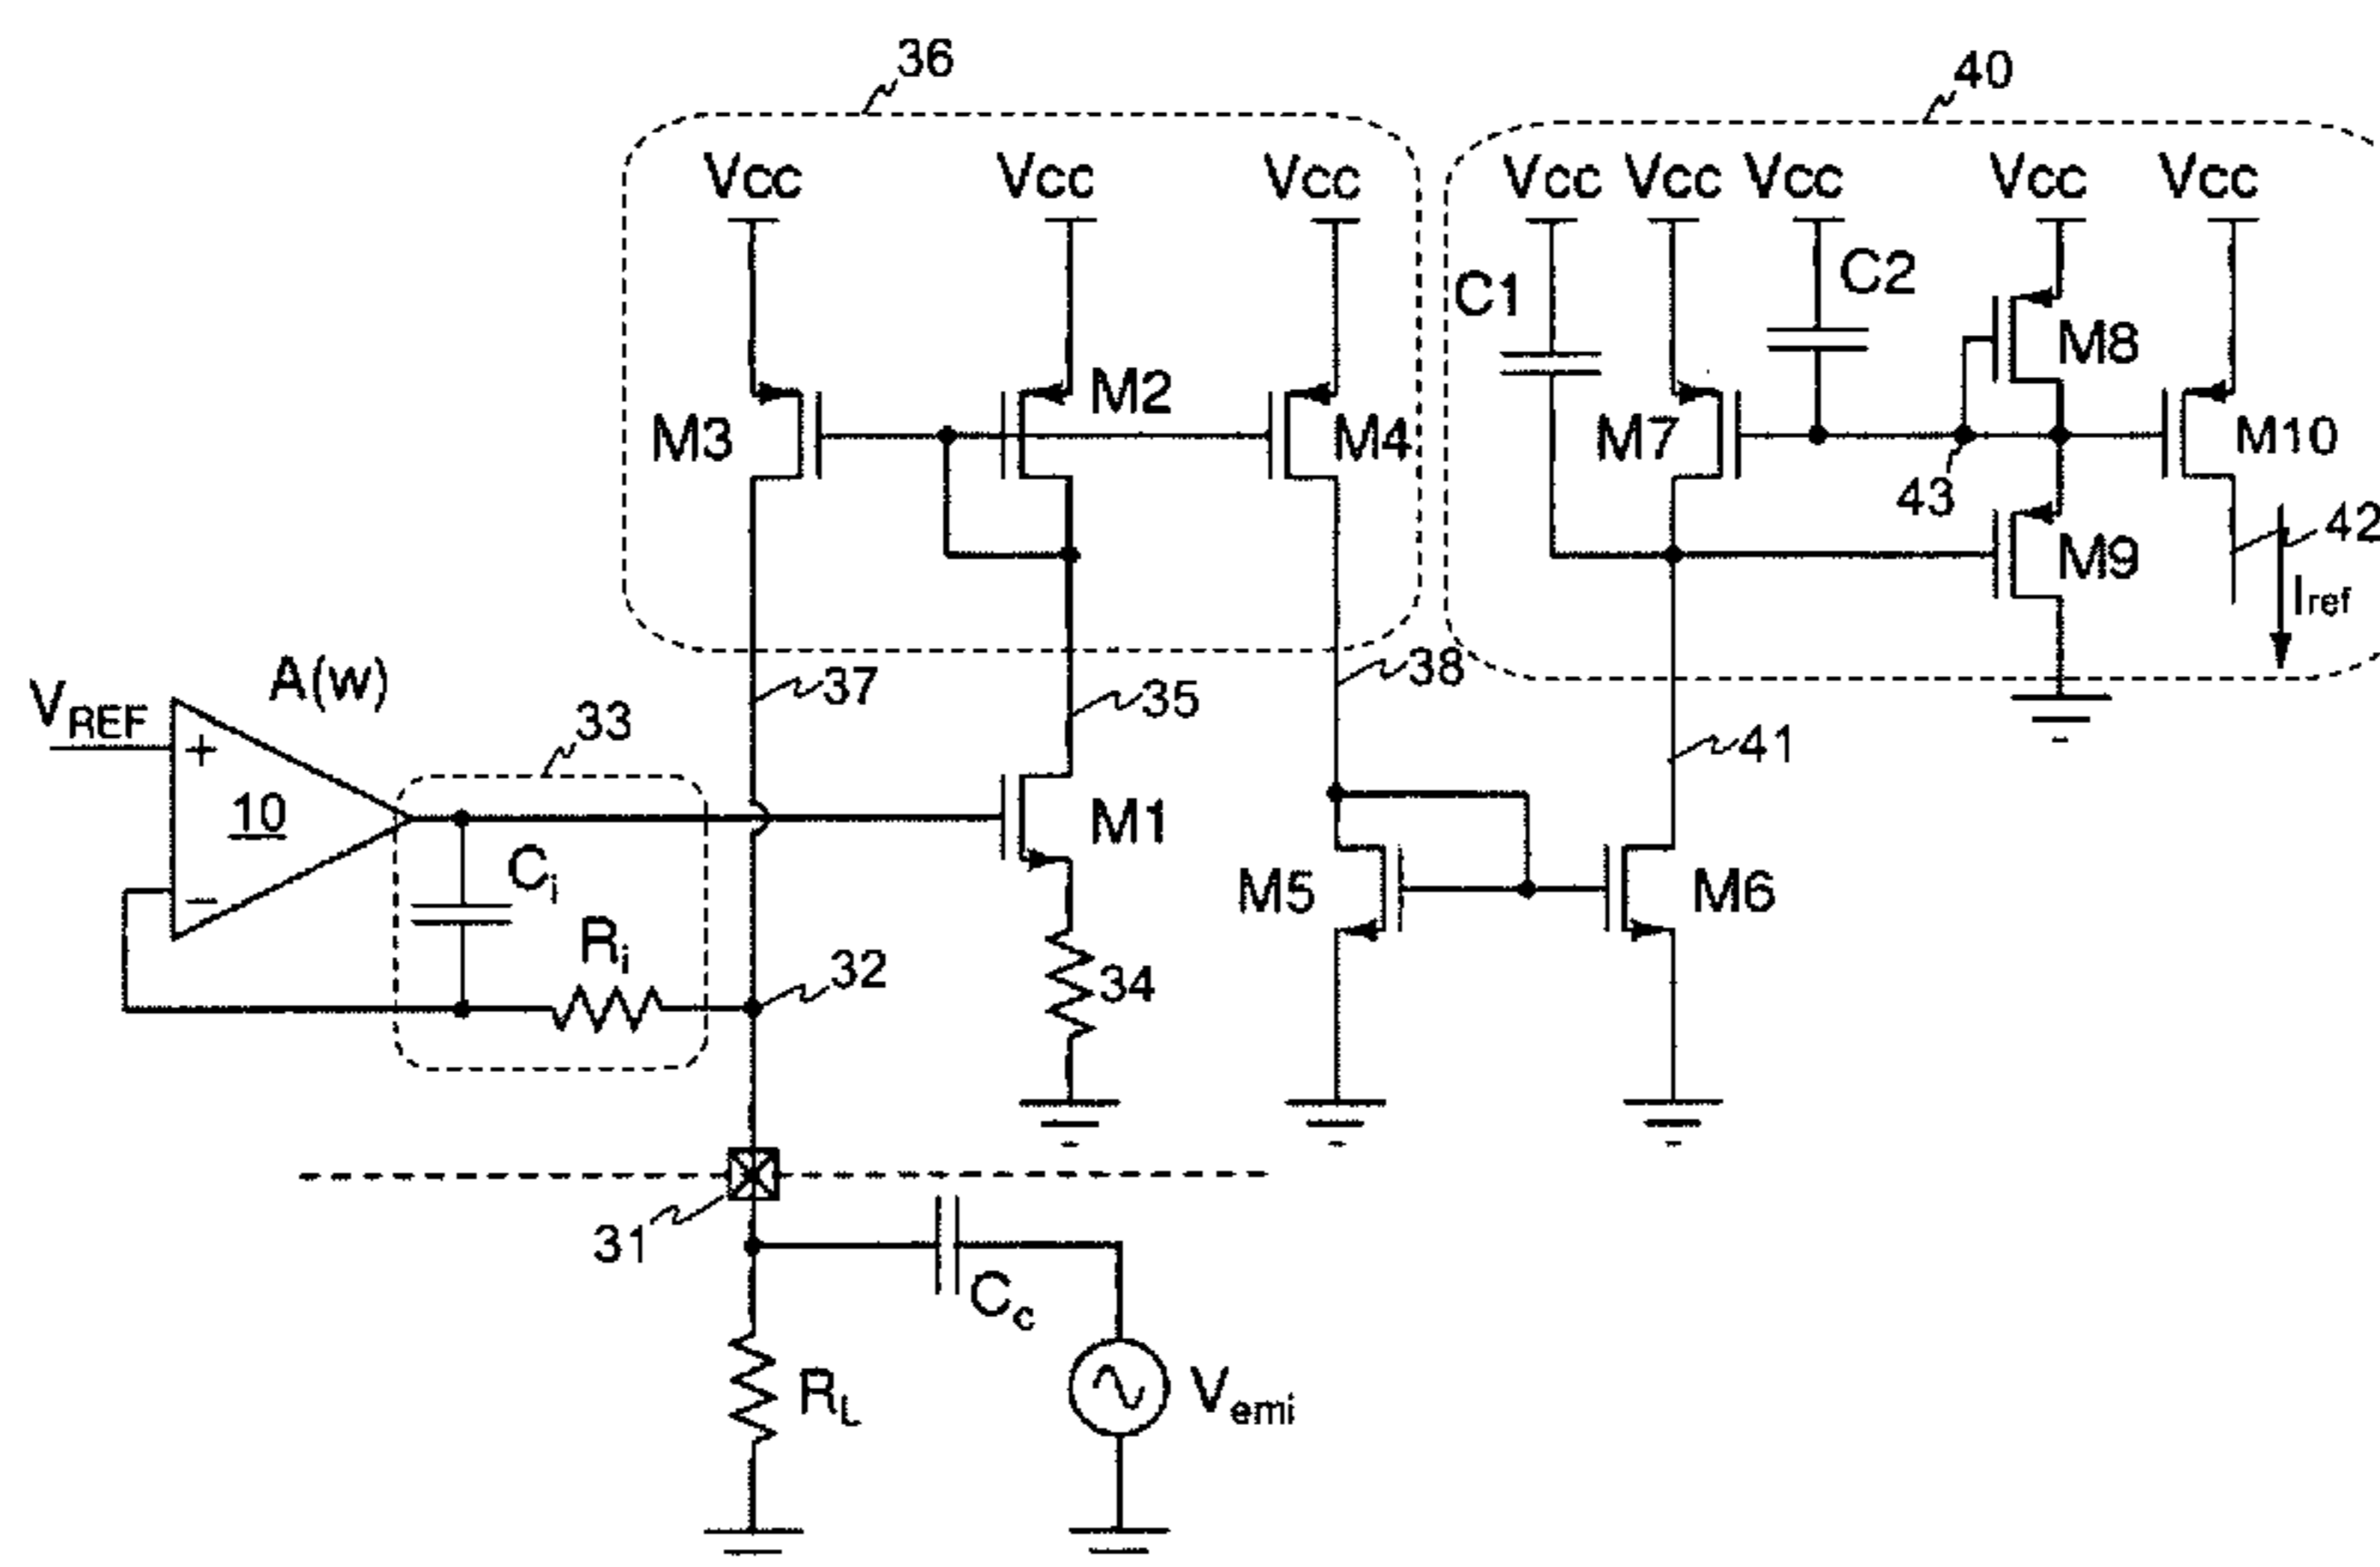 36
40
Vcc Vcc Vcc Vcc Vcc Vcc Vcc Vcc
C1 C2
M8
M2
M3 M4 M7 M10
43
42
M9
Iref
A(w)
38
37
35
VREF
33
41
+
10
M1
Ci
M5 M6
−
Ri
32
34
31
Cc
RL
Vemi